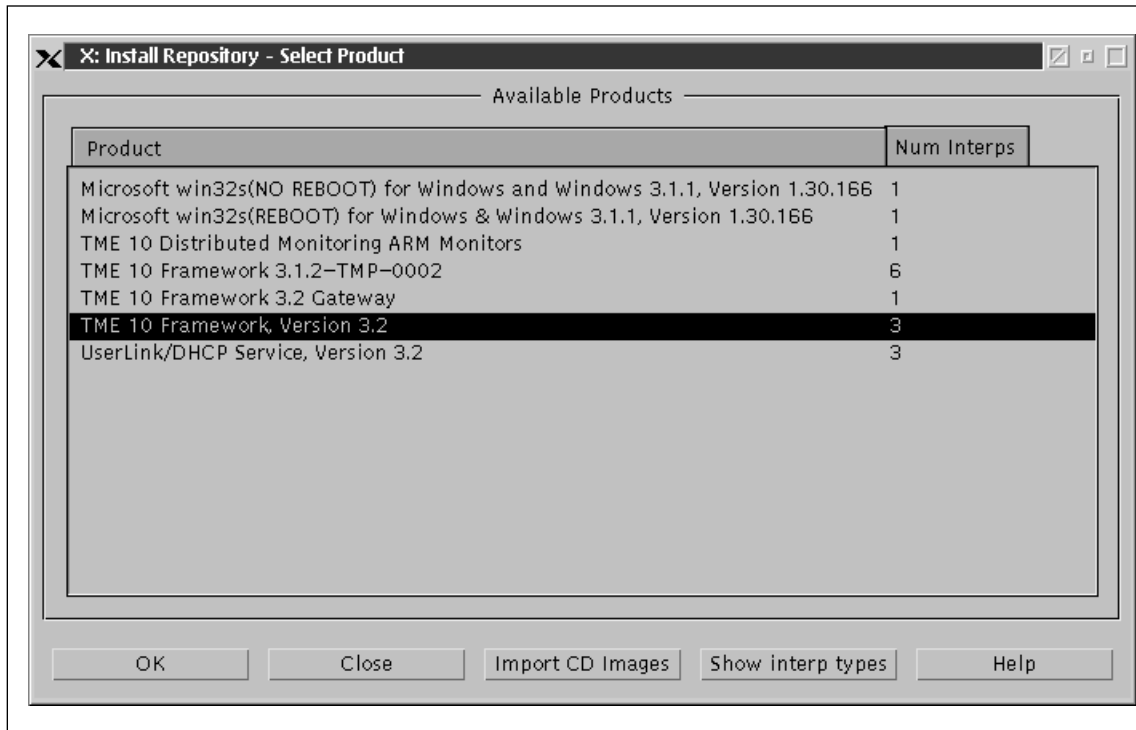 X: Install Repository - Select Product
Available Products
Product Num Interps
Microsoft win32s(NO REBOOT) for Windows and Windows 3.1.1, Version 1.30.166 1
Microsoft win32s(REBOOT) for Windows & Windows 3.1.1, Version 1.30.166 1
TME 10 Distributed Monitoring ARM Monitors 1
TME 10 Framework 3.1.2-TMP-0002 6
TME 10 Framework 3.2 Gateway 1
TME 10 Framework, Version 3.2 3
UserLink/DHCP Service, Version 3.2 3
OK Close Import CD Images Show interp types Help